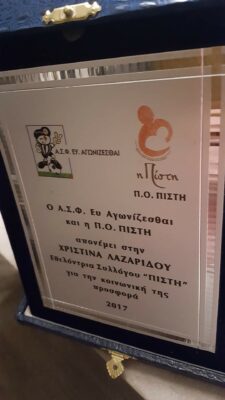 Α.Σ.Φ. ΕΥ. ΑΓΩΝΙΖΕΣΘΑΙ
η Πίστη
Π.Ο. ΠΙΣΤΗ
Ο Α.Σ.Φ. Ευ Αγωνίζεσθαι
και η Π.Ο. ΠΙΣΤΗ
απονέμει στην
ΧΡΙΣΤΙΝΑ ΛΑΖΑΡΙΔΟΥ
Εθελόντρια Συλλόγου "ΠΙΣΤΗ"
για την κοινωνική της
προσφορά
2017